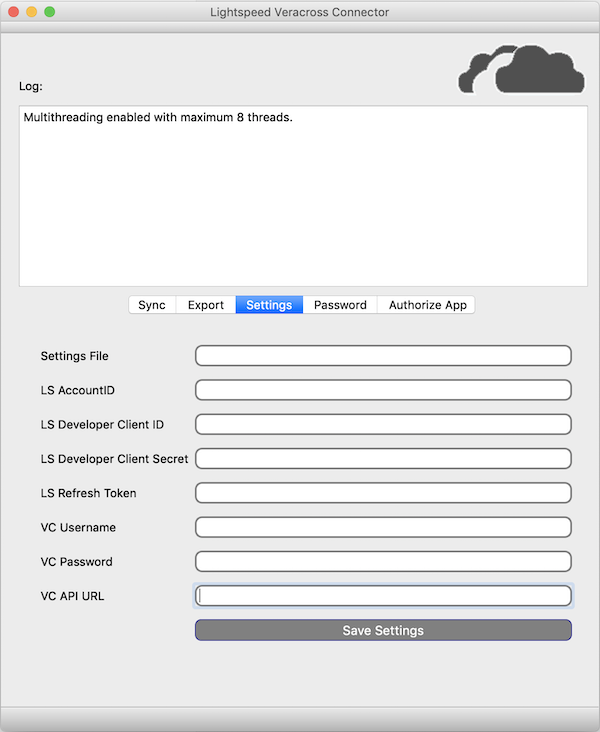 Lightspeed Veracross Connector
Log:
Multithreading enabled with maximum 8 threads.
Sync Export Settings Password Authorize App
Settings File
LS AccountID
LS Developer Client ID
LS Developer Client Secret
LS Refresh Token
VC Username
VC Password
VC API URL
Save Settings